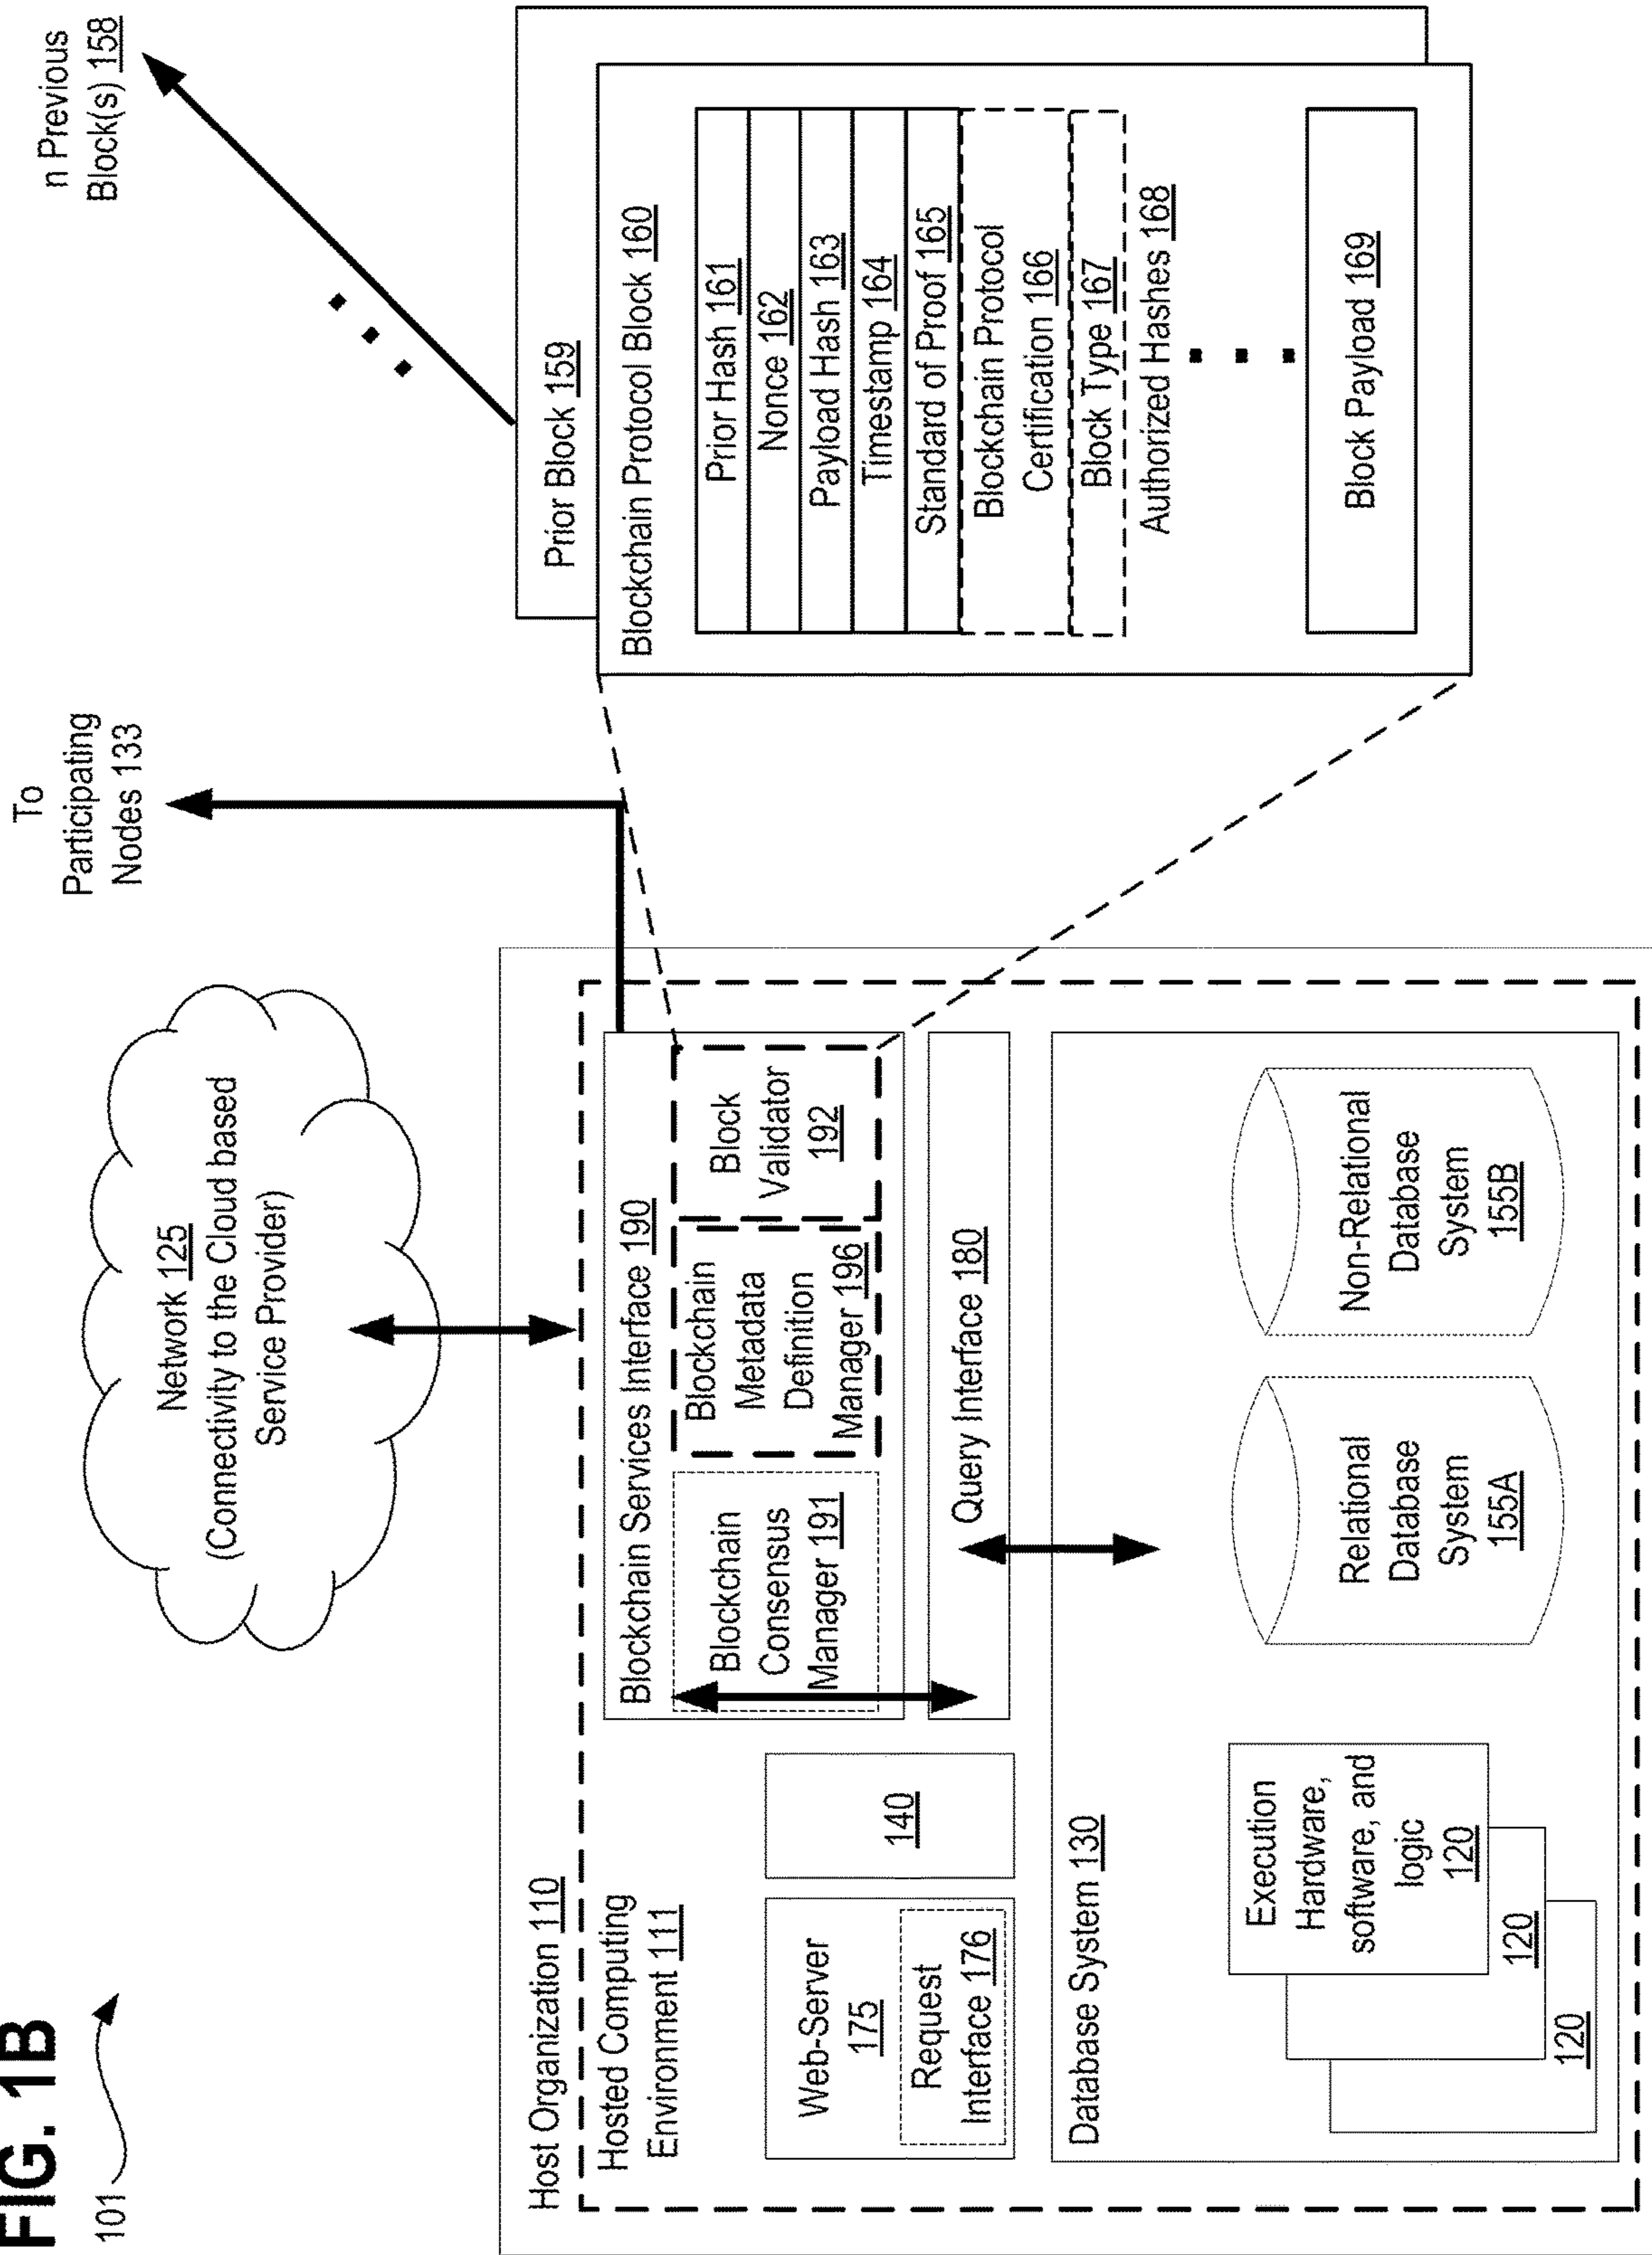 FIG. 1B
101
Network 125
(Connectivity to the Cloud based
Service Provider)
To
Participating
Nodes 133
n Previous
Block(s) 158
Host Organization 110
Hosted Computing
Environment 111
Web-Server
175
Request
Interface 176
140
Blockchain Services Interface 190
Blockchain
Consensus
Manager 191
Blockchain
Metadata
Definition
Manager 196
Block
Validator
192
Query Interface 180
Database System 130
Execution
Hardware,
software, and
logic
120
120
120
Relational
Database
System
155A
Non-Relational
Database
System
155B
Prior Block 159
Blockchain Protocol Block 160
Prior Hash 161
Nonce 162
Payload Hash 163
Timestamp 164
Standard of Proof 165
Blockchain Protocol
Certification 166
Block Type 167
Authorized Hashes 168
Block Payload 169